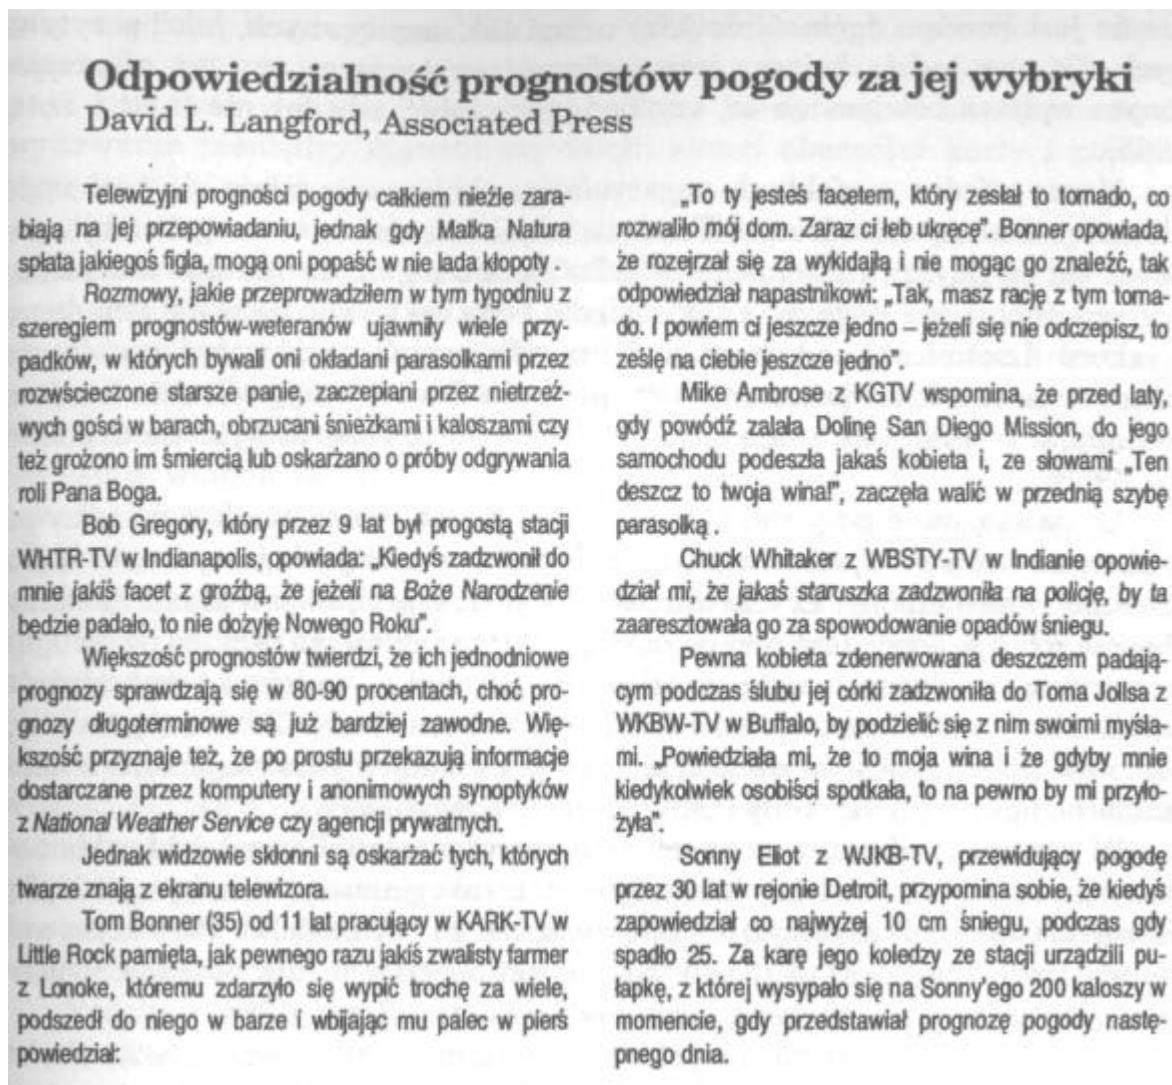 Odpowiedzialność prognostów pogody za jej wybryki
David L. Langford, Associated Press
Telewizyjni progności pogody całkiem nieźle zara-
biają na jej przepowiadaniu, jednak gdy Matka Natura
spłata jakiegoś figla, mogą oni popaść w nie lada kłopoty .
Rozmowy, jakie przeprowadziłem w tym tygodniu z
szeregiem prognostów-weteranów ujawniły wiele przy-
padków, w których bywali oni okładani parasolkami przez
rozwścieczone starsze panie, zaczepiani przez nietrzeź-
wych gości w barach, obrzucani śnieżkami i kaloszami czy
też grożono im śmiercią lub oskarżano o próby odgrywania
roli Pana Boga.
Bob Gregory, który przez 9 lat był progostą stacji
WHTR-TV w Indianapolis, opowiada: „Kiedyś zadzwonił do
mnie jakiś facet z groźbą, że jeżeli na Boże Narodzenie
będzie padało, to nie dożyję Nowego Roku”.
Większość prognostów twierdzi, że ich jednodniowe
prognozy sprawdzają się w 80-90 procentach, choć pro-
gnozy długoterminowe są już bardziej zawodne. Wię-
kszość przyznaje też, że po prostu przekazują informacje
dostarczane przez komputery i anonimowych synoptyków
z National Weather Service czy agencji prywatnych.
Jednak widzowie skłonni są oskarżać tych, których
twarze znają z ekranu telewizora.
Tom Bonner (35) od 11 lat pracujący w KARK-TV w
Little Rock pamięta, jak pewnego razu jakiś zwalisty farmer
z Lonoke, któremu zdarzyło się wypić trochę za wiele,
podszedł do niego w barze i wbijając mu palec w pierś
powiedział:
„To ty jesteś facetem, który zesłał to tornado, co
rozwaliło mój dom. Zaraz ci łeb ukręcę”. Bonner opowiada,
że rozejrzał się za wykidajłą i nie mogąc go znaleźć, tak
odpowiedział napastnikowi: „Tak, masz rację z tym torna-
do. I powiem ci jeszcze jedno – jeżeli się nie odczepisz, to
ześlę na ciebie jeszcze jedno”.
Mike Ambrose z KGTV wspomina, że przed laty,
gdy powódź zalała Dolinę San Diego Mission, do jego
samochodu podeszła jakaś kobieta i, ze słowami „Ten
deszcz to twoja wina!”, zaczęła walić w przednią szybę
parasolką .
Chuck Whitaker z WBSTY-TV w Indianie opowie-
dział mi, że jakaś staruszka zadzwoniła na policję, by ta
zaaresztowała go za spowodowanie opadów śniegu.
Pewna kobieta zdenerwowana deszczem padają-
cym podczas ślubu jej córki zadzwoniła do Toma Jollsa z
WKBW-TV w Buffalo, by podzielić się z nim swoimi myśla-
mi. „Powiedziała mi, że to moja wina i że gdyby mnie
kiedykolwiek osobiści spotkała, to na pewno by mi przyło-
żyła”.
Sonny Eliot z WJKB-TV, przewidujący pogodę
przez 30 lat w rejonie Detroit, przypomina sobie, że kiedyś
zapowiedział co najwyżej 10 cm śniegu, podczas gdy
spadło 25. Za karę jego koledzy ze stacji urządzili pu-
łapkę, z której wysypało się na Sonny’ego 200 kaloszy w
momencie, gdy przedstawiał prognozę pogody nastę-
pnego dnia.